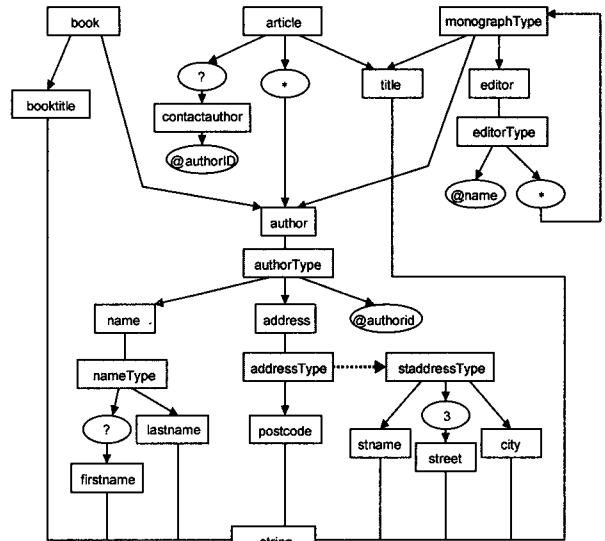 book article monographType
? * title editor
booktitle contactauthor editorType
@authorID @name *
author
authorType
name address @authorid
nameType addressType staddressType
? lastname postcode stname 3 city
firstname street